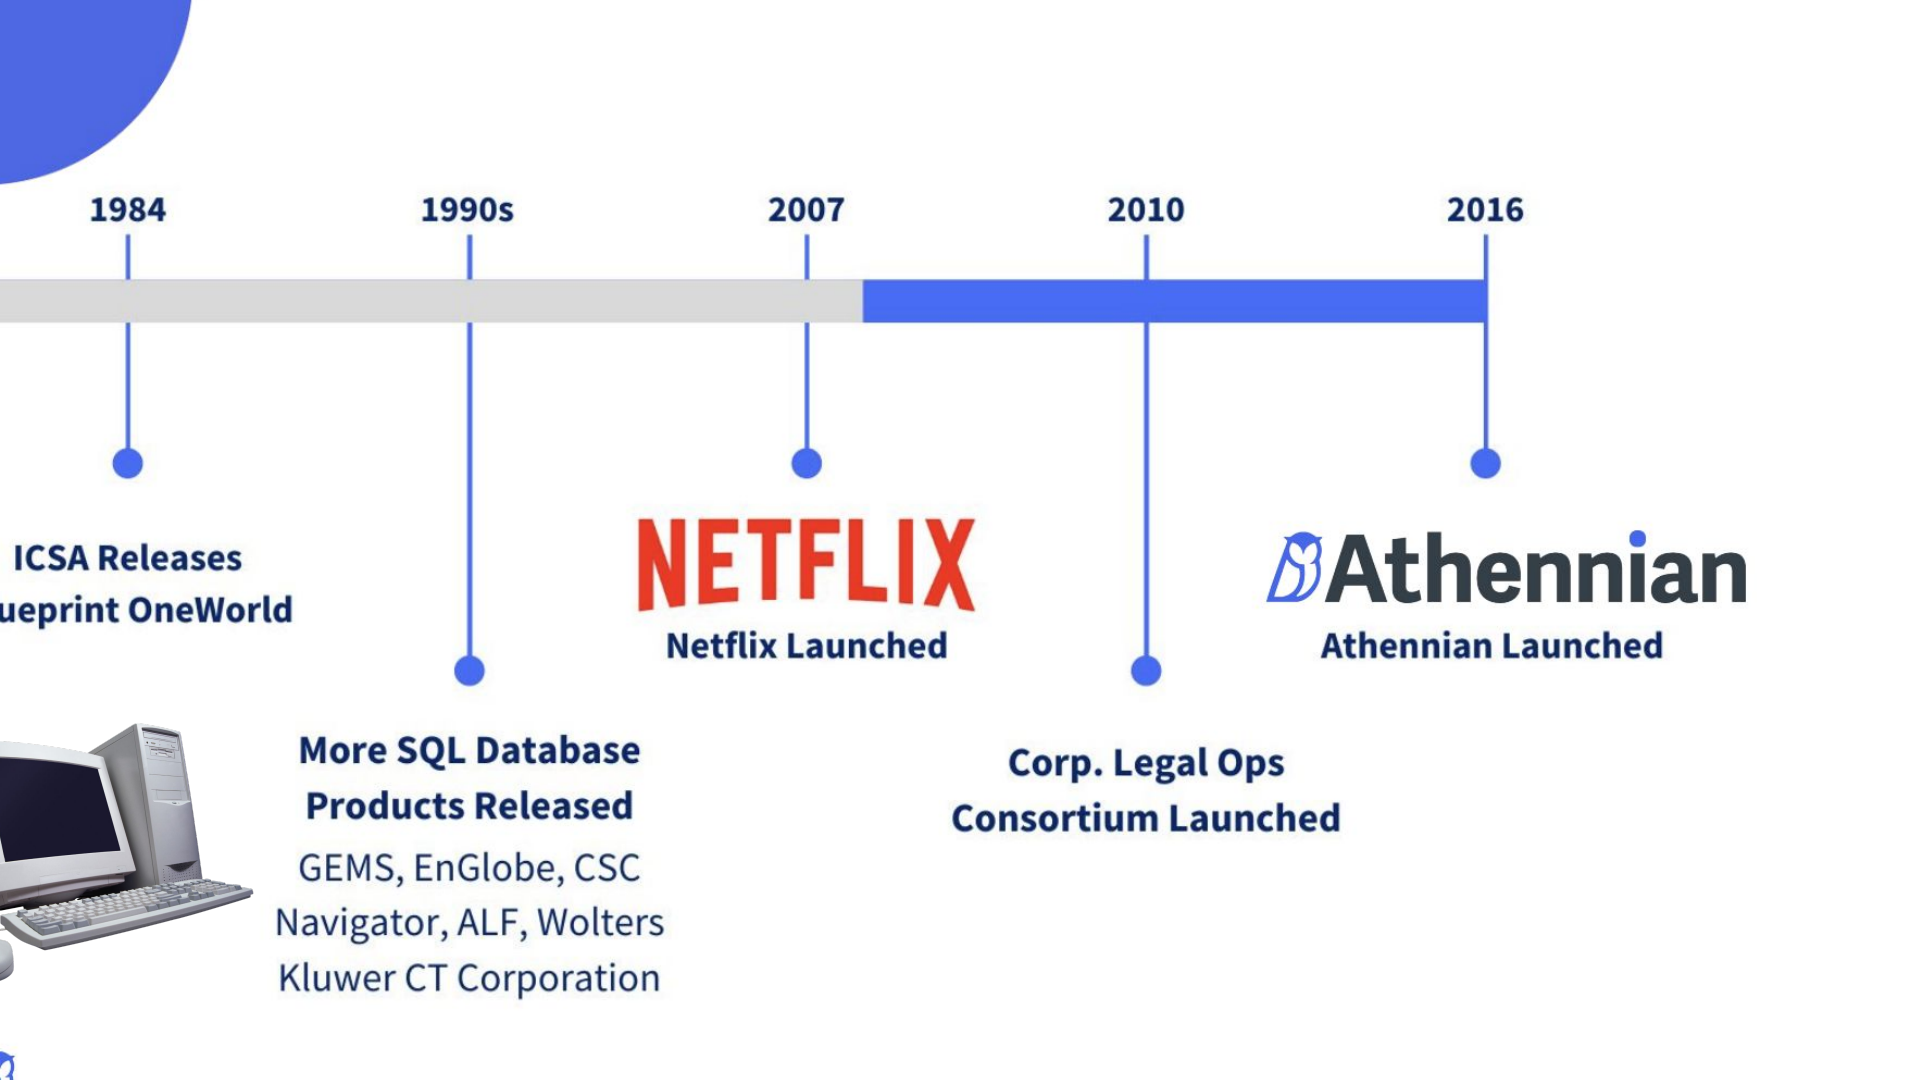 1984
1990s
2007
2010
2016
ICSA Releases
ueprint OneWorld
More SQL Database
Products Released
GEMS, EnGlobe, CSC
Navigator, ALF, Wolters
Kluwer CT Corporation
NETFLIX
Netflix Launched
Corp. Legal Ops
Consortium Launched
Athennian
Athennian Launched